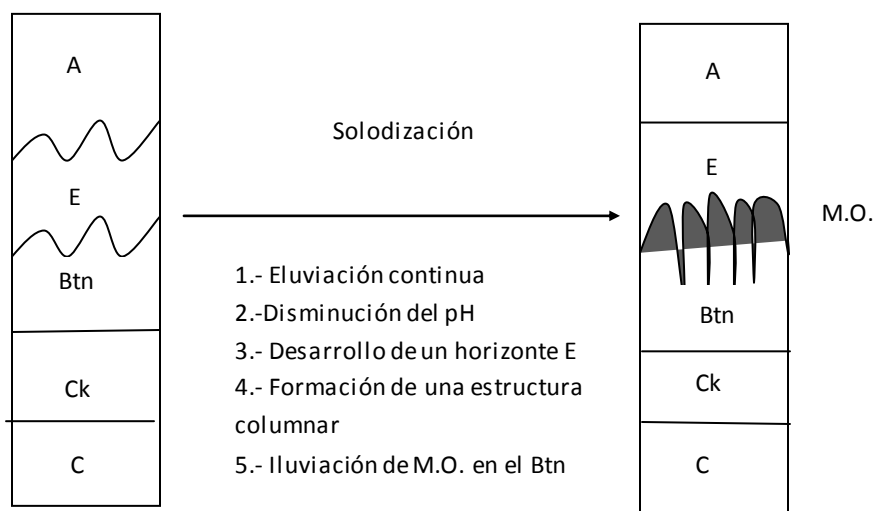 A
E
Btn
Ck
C
Solodización
1.- Eluviación continua
2.-Disminución del pH
3.- Desarrollo de un horizonte E
4.- Formación de una estructura
columnar
5.- Iluviación de M.O. en el Btn
A
E
M.O.
Btn
Ck
C